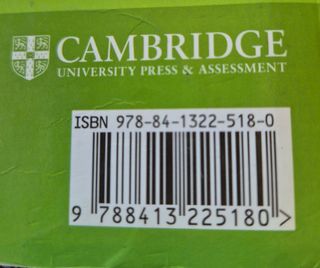 CAMBRIDGE
UNIVERSITY PRESS & ASSESSMENT
ISBN 978-84-1322-518-0
9 788413 225180 >